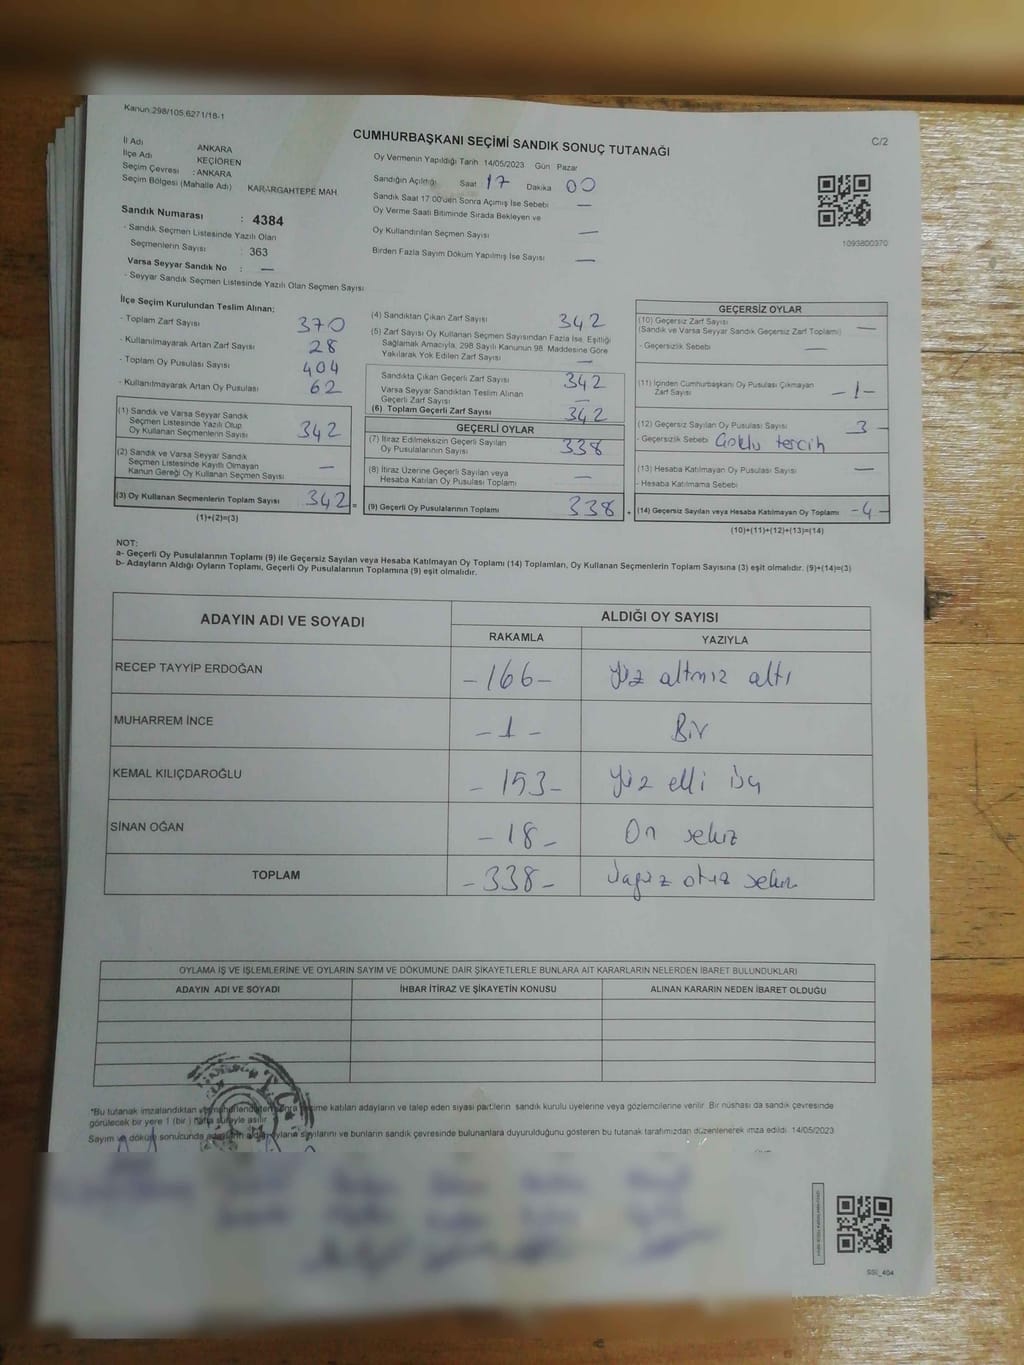 Kanun:298/105,6271/18-1
C/2
CUMHURBAŞKANI SEÇİMİ SANDIK SONUÇ TUTANAĞI
İl Adı ANKARA
İlçe Adı KEÇİÖREN
Seçim Çevresi : ANKARA
Seçim Bölgesi (Mahalle Adı) KARARGAHTEPE MAH.
Sandık Numarası : 4384
- Sandık Seçmen Listesinde Yazılı Olan
Seçmenlerin Sayısı : 363
Varsa Seyyar Sandık No : —
- Seyyar Sandık Seçmen Listesinde Yazılı Olan Seçmen Sayısı
Oy Vermenin Yapıldığı Tarih 14/05/2023 Gün Pazar
Sandığın Açıldığı Saat 17 Dakika 00
Sandık Saat 17:00'den Sonra Açımış İse Sebebi —
Oy Verme Saati Bitiminde Sırada Bekleyen ve
Oy Kullandırılan Seçmen Sayısı —
Birden Fazla Sayım Döküm Yapılmış İse Sayısı —
1093800370
İlçe Seçim Kurulundan Teslim Alınan;
- Toplam Zarf Sayısı 370
- Kullanılmayarak Artan Zarf Sayısı 28
- Toplam Oy Pusulası Sayısı 404
- Kullanılmayarak Artan Oy Pusulası 62
(1) Sandık ve Varsa Seyyar Sandık
Seçmen Listesinde Yazılı Olup
Oy Kullanan Seçmenlerin Sayısı 342
(2) Sandık ve Varsa Seyyar Sandık
Seçmen Listesinde Kayıtlı Olmayan
Kanun Gereği Oy Kullanan Seçmen Sayısı —
(3) Oy Kullanan Seçmenlerin Toplam Sayısı 342 =
(1)+(2)=(3)
(4) Sandıktan Çıkan Zarf Sayısı 342
(5) Zarf Sayısı Oy Kullanan Seçmen Sayısından Fazla İse, Eşitliği
Sağlamak Amacıyla, 298 Sayılı Kanunun 98. Maddesine Göre
Yakılarak Yok Edilen Zarf Sayısı —
Sandıkta Çıkan Geçerli Zarf Sayısı 342
Varsa Seyyar Sandıktan Teslim Alınan
Geçerli Zarf Sayısı —
(6) Toplam Geçerli Zarf Sayısı 342
GEÇERLİ OYLAR
(7) İtiraz Edilmeksizin Geçerli Sayılan
Oy Pusulalarının Sayısı 338
(8) İtiraz Üzerine Geçerli Sayılan veya
Hesaba Katılan Oy Pusulası Toplamı —
(9) Geçerli Oy Pusulalarının Toplamı 338 +
GEÇERSİZ OYLAR
(10) Geçersiz Zarf Sayısı
(Sandık ve Varsa Seyyar Sandık Geçersiz Zarf Toplamı) —
- Geçersizlik Sebebi —
(11) İçinden Cumhurbaşkanı Oy Pusulası Çıkmayan
Zarf Sayısı — 1 -
(12) Geçersiz Sayılan Oy Pusulası Sayısı 3 -
- Geçersizlik Sebebi Çoklu tercih
(13) Hesaba Katılmayan Oy Pusulası Sayısı —
- Hesaba Katılmama Sebebi
(14) Geçersiz Sayılan veya Hesaba Katılmayan Oy Toplamı -4-
(10)+(11)+(12)+(13)=(14)
NOT:
a- Geçerli Oy Pusulalarının Toplamı (9) ile Geçersiz Sayılan veya Hesaba Katılmayan Oy Toplamı (14) Toplamları, Oy Kullanan Seçmenlerin Toplam Sayısına (3) eşit olmalıdır. (9)+(14)=(3)
b- Adayların Aldığı Oyların Toplamı, Geçerli Oy Pusulalarının Toplamına (9) eşit olmalıdır.
ADAYIN ADI VE SOYADI ALDIĞI OY SAYISI
RAKAMLA YAZIYLA
RECEP TAYYİP ERDOĞAN -166- Yüz altmış altı
MUHARREM İNCE -1- Bir
KEMAL KILIÇDAROĞLU -153- Yüz elli üç
SİNAN OĞAN -18- On sekiz
TOPLAM -338- Üçyüz otuz sekiz
OYLAMA İŞ VE İŞLEMLERİNE VE OYLARIN SAYIM VE DÖKÜMÜNE DAİR ŞİKAYETLERLE BUNLARA AİT KARARLARIN NELERDEN İBARET BULUNDUKLARI
ADAYIN ADI VE SOYADI İHBAR İTİRAZ VE ŞİKAYETİN KONUSU ALINAN KARARIN NEDEN İBARET OLDUĞU
*Bu tutanak imzalandıktan ve mühürlendikten sonra seçime katılan adayların ve talep eden siyasi partilerin sandık kurulu üyelerine veya gözlemcilerine verilir. Bir nüshası da sandık çevresinde
görülecek bir yere 1 (bir ) hafta süreyle asılır.
Sayım ve döküm sonucunda adayların aldığı oyların sayılarını ve bunların sandık çevresinde bulunanlara duyurulduğunu gösteren bu tutanak tarafımızdan düzenlenerek imza edildi. 14/05/2023
SSI_404